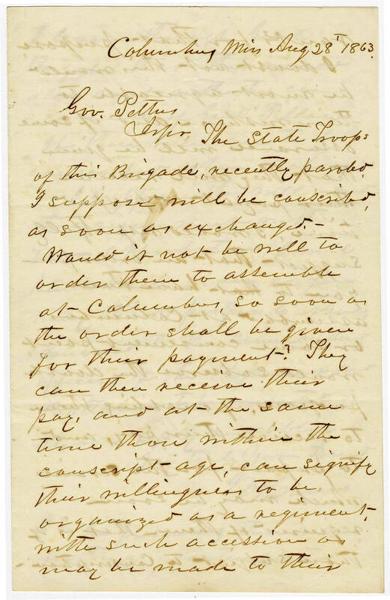 Columbus Miss Aug 28' 1863.
Gov. Pettus
Sir The State Troops
of this Brigade, recently paroled
I suppose will be conscribed,
as soon as exchanged.-
Would it not be well to
order them to assemble
at Columbus, so soon as
the order shall be given
for their payment? They
can then receive their
pay, and at the same
time those within the
conscript age, can signify
their willingness to be
organized as a regiment,
with such accession as
may be made to their